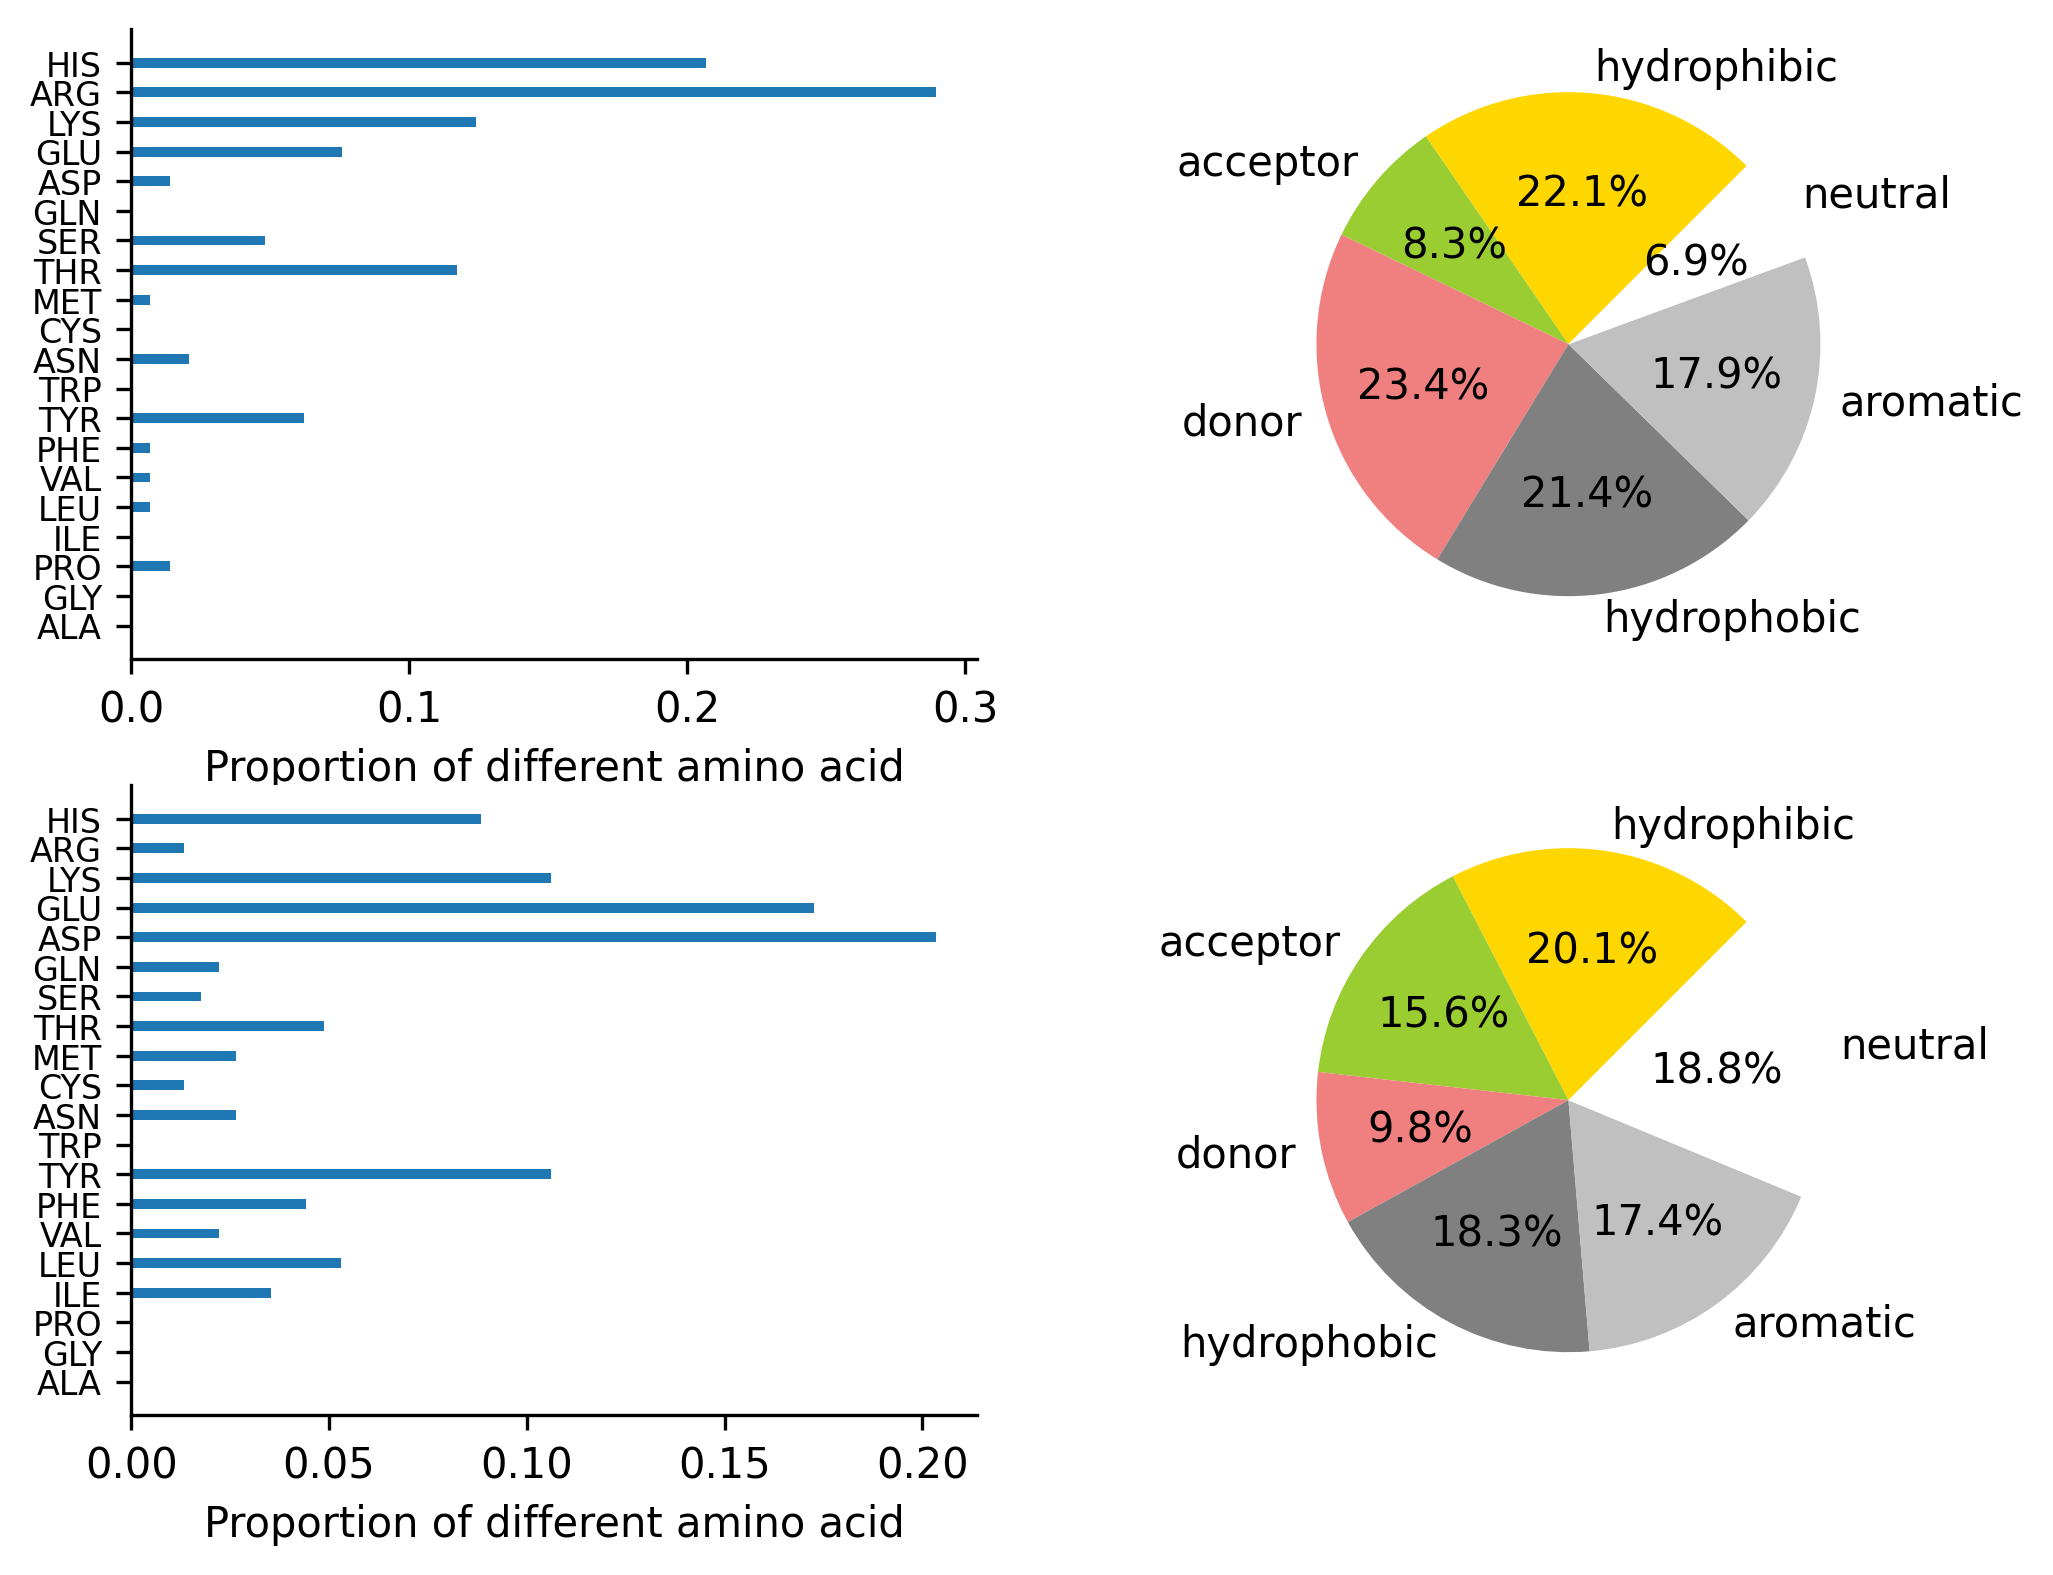 HIS
ARG
LYS
GLU
ASP
GLN
SER
THR
MET
CYS
ASN
TRP
TYR
PHE
VAL
LEU
ILE
PRO
GLY
ALA
0.0 0.1 0.2 0.3
Proportion of different amino acid
hydrophibic
acceptor
neutral
22.1%
8.3%
6.9%
23.4%
17.9%
donor
aromatic
21.4%
hydrophobic
HIS
ARG
LYS
GLU
ASP
GLN
SER
THR
MET
CYS
ASN
TRP
TYR
PHE
VAL
LEU
ILE
PRO
GLY
ALA
0.00 0.05 0.10 0.15 0.20
Proportion of different amino acid
hydrophibic
acceptor
20.1%
15.6%
neutral
18.8%
9.8%
donor
18.3%
17.4%
hydrophobic
aromatic